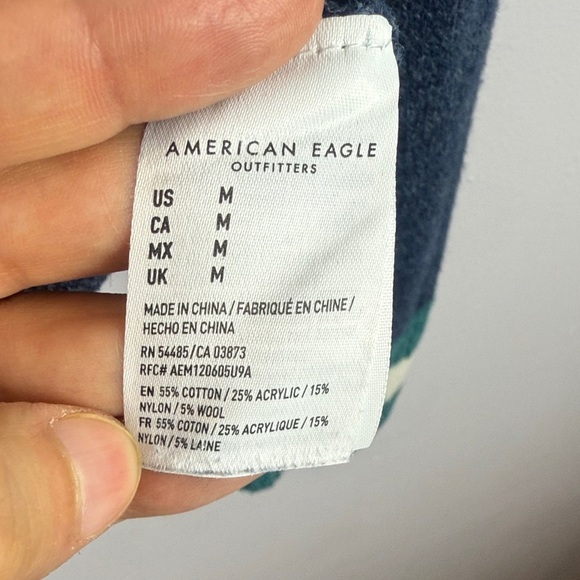 AMERICAN EAGLE
OUTFITTERS
US M
CA M
MX M
UK M
MADE IN CHINA / FABRIQUÉ EN CHINE /
HECHO EN CHINA
RN 54485/CA 03873
RFC# AEM120605U9A
EN 55% COTTON / 25% ACRYLIC / 15%
NYLON / 5% WOOL
FR 55% COTON / 25% ACRYLIQUE / 15%
NYLON / 5% LAINE